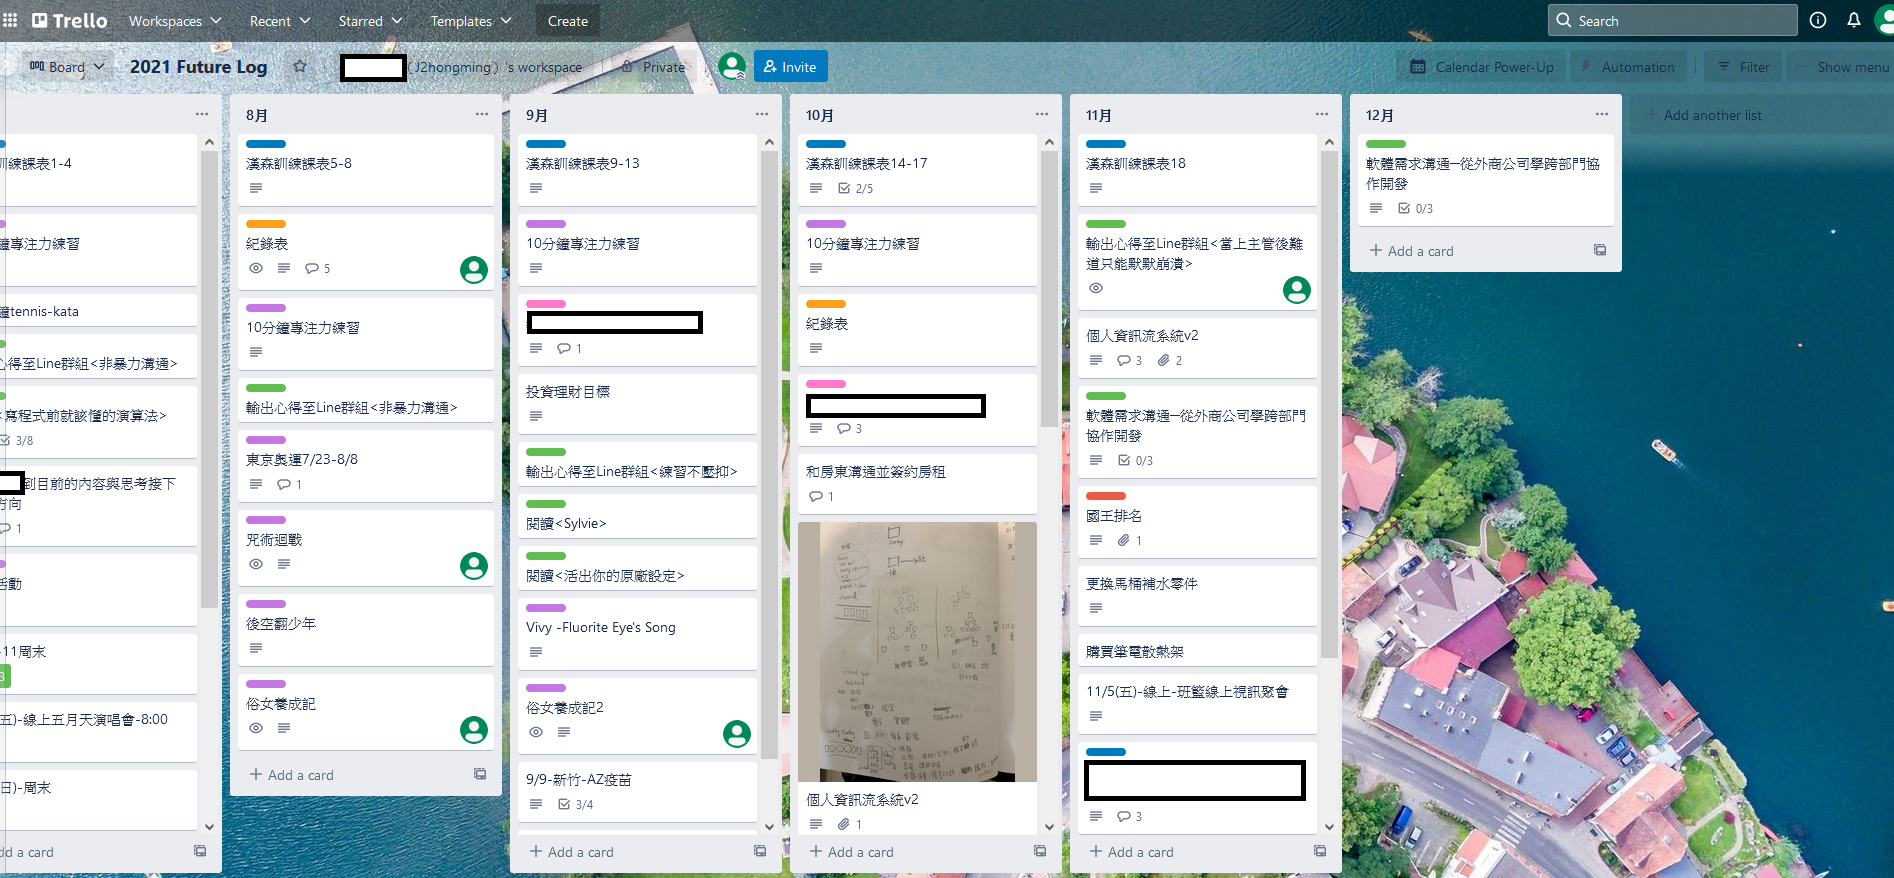 Trello
Workspaces
Recent
Starred
Templates
Create
Search
Board
2021 Future Log
(J2hongming) 's workspace
Private
Invite
Calendar Power-Up
Automation
Filter
Show menu
訓練課表1-4
鐘專注力練習
鐘tennis-kata
心得至Line群組<非暴力溝通>
<寫程式前就該懂的演算法>
3/8
到目前的內容與思考接下
方向
1
活動
-11周末
3
五)-線上五月天演唱會-8:00
日)-周末
dd a card
8月
漢森訓練課表5-8
紀錄表
5
10分鐘專注力練習
輸出心得至Line群組<非暴力溝通>
東京奧運7/23-8/8
1
咒術迴戰
後空翻少年
俗女養成記
Add a card
9月
漢森訓練課表9-13
10分鐘專注力練習
1
投資理財目標
輸出心得至Line群組<練習不壓抑>
閱讀<Sylvie>
閱讀<活出你的原廠設定>
Vivy -Fluorite Eye's Song
俗女養成記2
9/9-新竹-AZ疫苗
3/4
Add a card
10月
漢森訓練課表14-17
2/5
10分鐘專注力練習
紀錄表
3
和房東溝通並簽約房租
1
個人資訊流系統v2
1
Add a card
11月
漢森訓練課表18
輸出心得至Line群組<當上主管後難
道只能默默崩潰>
個人資訊流系統v2
3
2
軟體需求溝通─從外商公司學跨部門
協作開發
0/3
國王排名
1
更換馬桶補水零件
購買筆電散熱架
11/5(五)-線上-班籃線上視訊聚會
3
Add a card
12月
軟體需求溝通─從外商公司學跨部門協
作開發
0/3
Add a card
Add another list